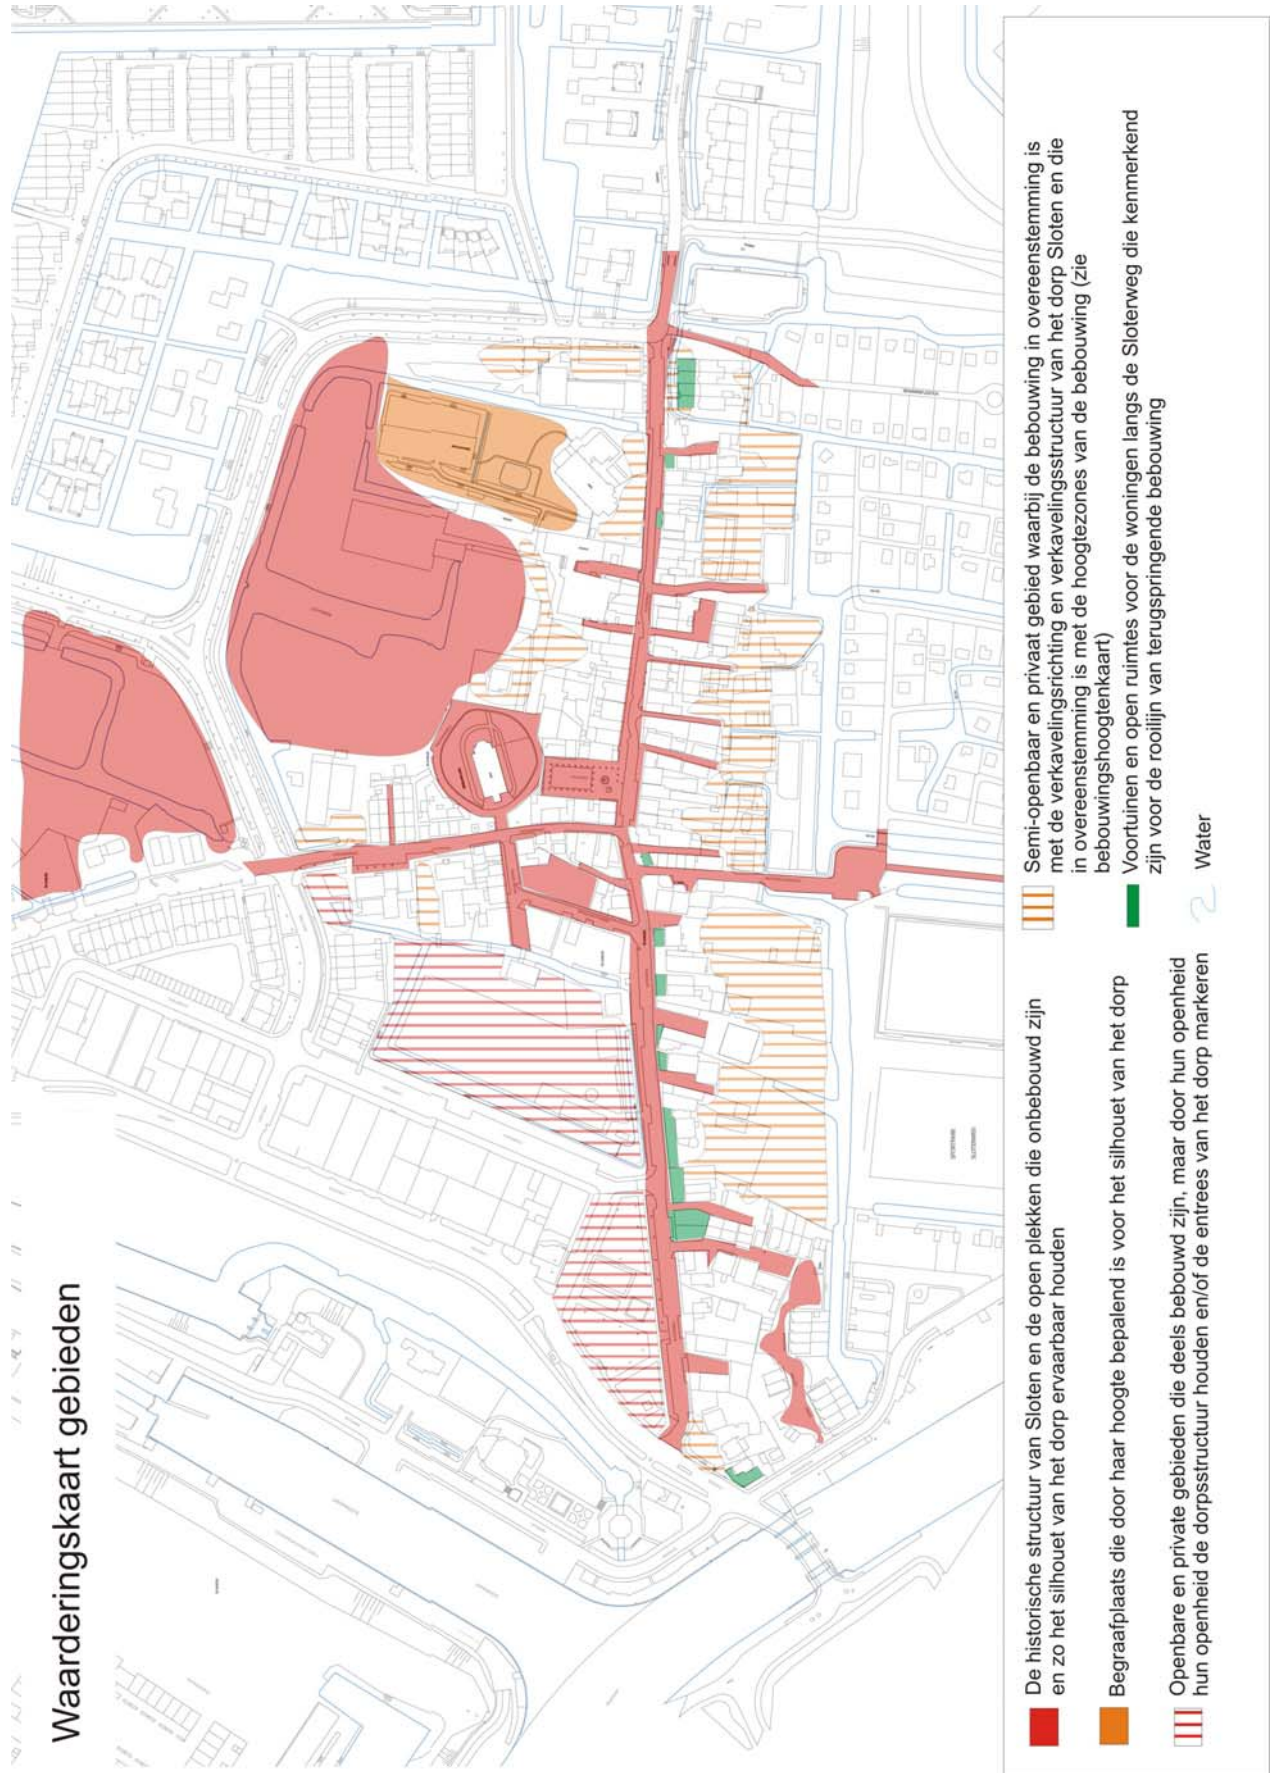 Waarderingskaart gebieden
De historische structuur van Sloten en de open plekken die onbebouwd zijn
en zo het silhouet van het dorp ervaarbaar houden
Begraafplaats die door haar hoogte bepalend is voor het silhouet van het dorp
Openbare en private gebieden die deels bebouwd zijn, maar door hun openheid
hun openheid de dorpsstructuur houden en/of de entrees van het dorp markeren
Semi-openbaar en privaat gebied waarbij de bebouwing in overeenstemming is
met de verkavelingsrichting en verkavelingsstructuur van het dorp Sloten en die
in overeenstemming is met de hoogtezones van de bebouwing (zie
bebouwingshoogtenkaart)
Voortuinen en open ruimtes voor de woningen langs de Sloterweg die kenmerkend
zijn voor de rooilijn van terugspringende bebouwing
Water